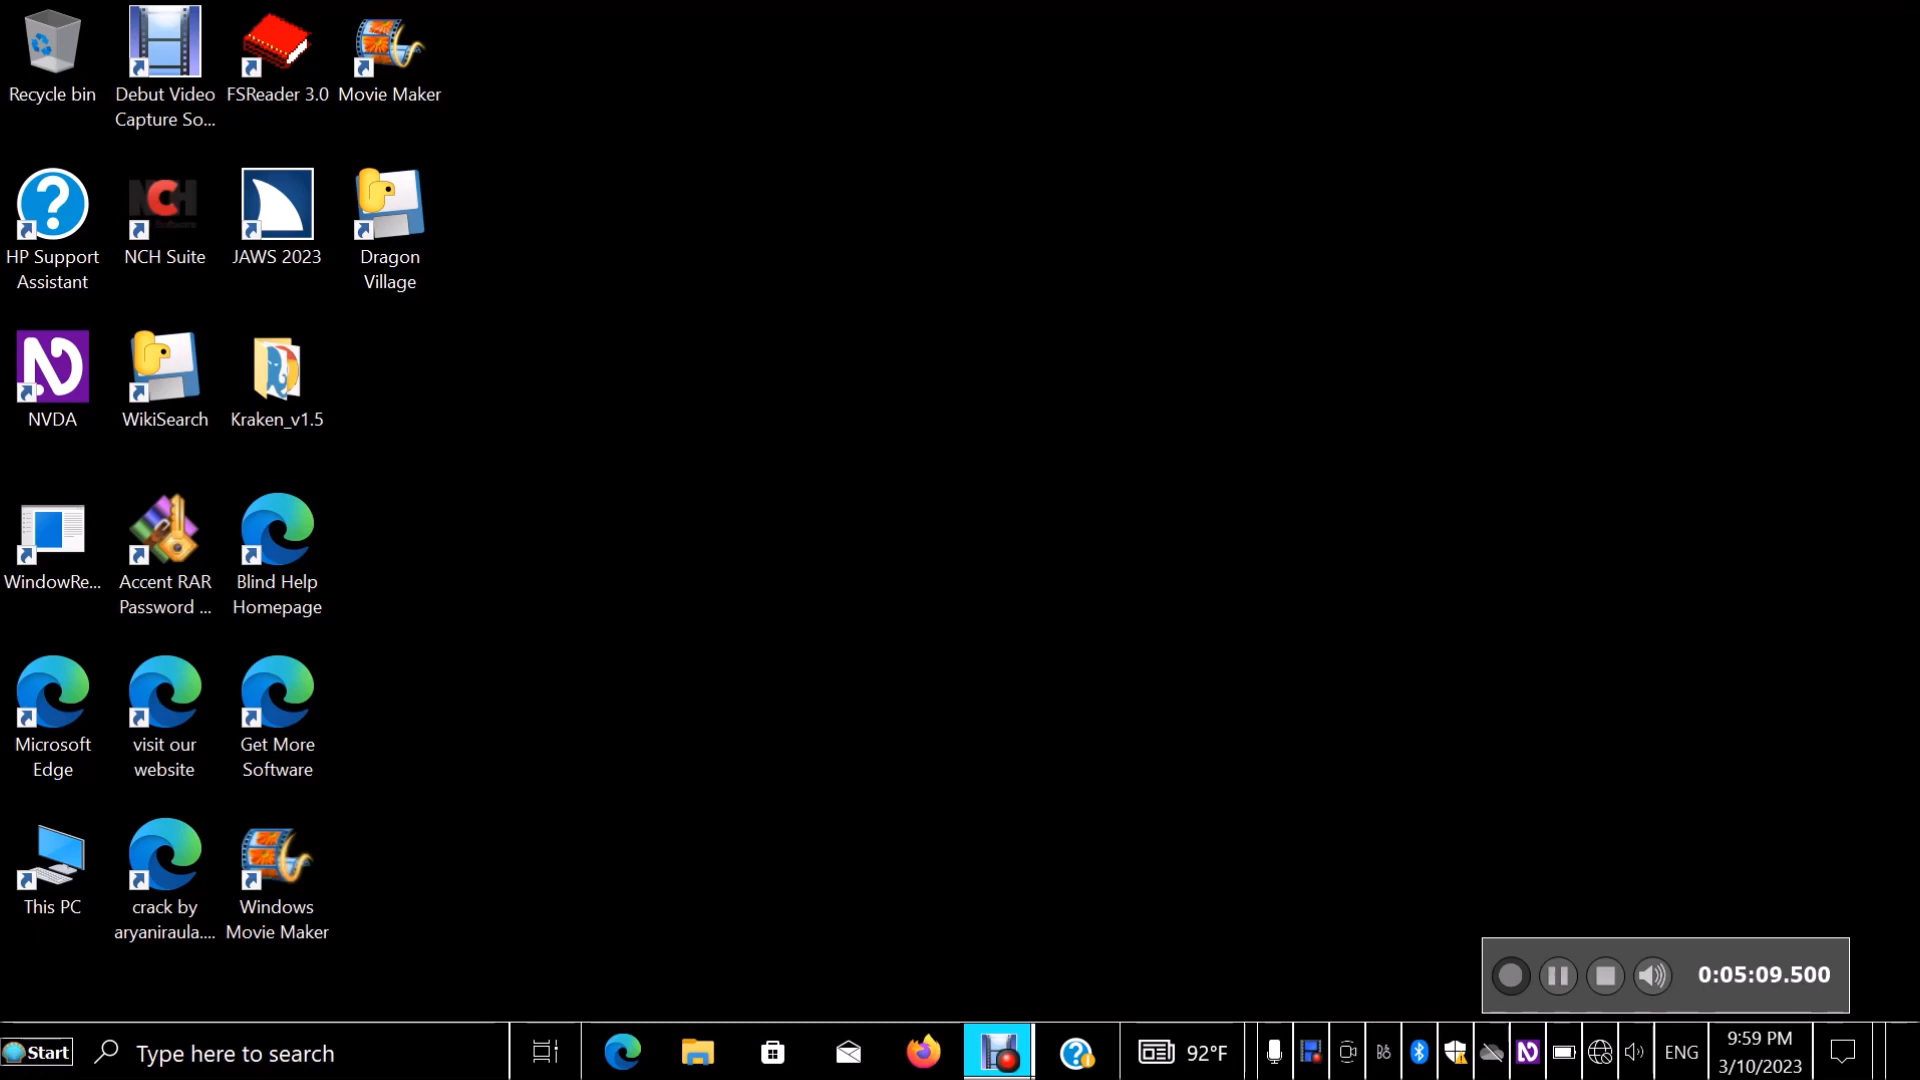 Recycle bin
Debut Video
Capture So...
FSReader 3.0
Movie Maker
HP Support
Assistant
NCH
NCH Suite
JAWS 2023
Dragon
Village
NVDA
WikiSearch
Kraken_v1.5
WindowRe...
Accent RAR
Password ...
Blind Help
Homepage
Microsoft
Edge
visit our
website
Get More
Software
This PC
crack by
aryaniraula....
Windows
Movie Maker
0:05:09.500
Start
Type here to search
92°F
ENG
9:59 PM
3/10/2023